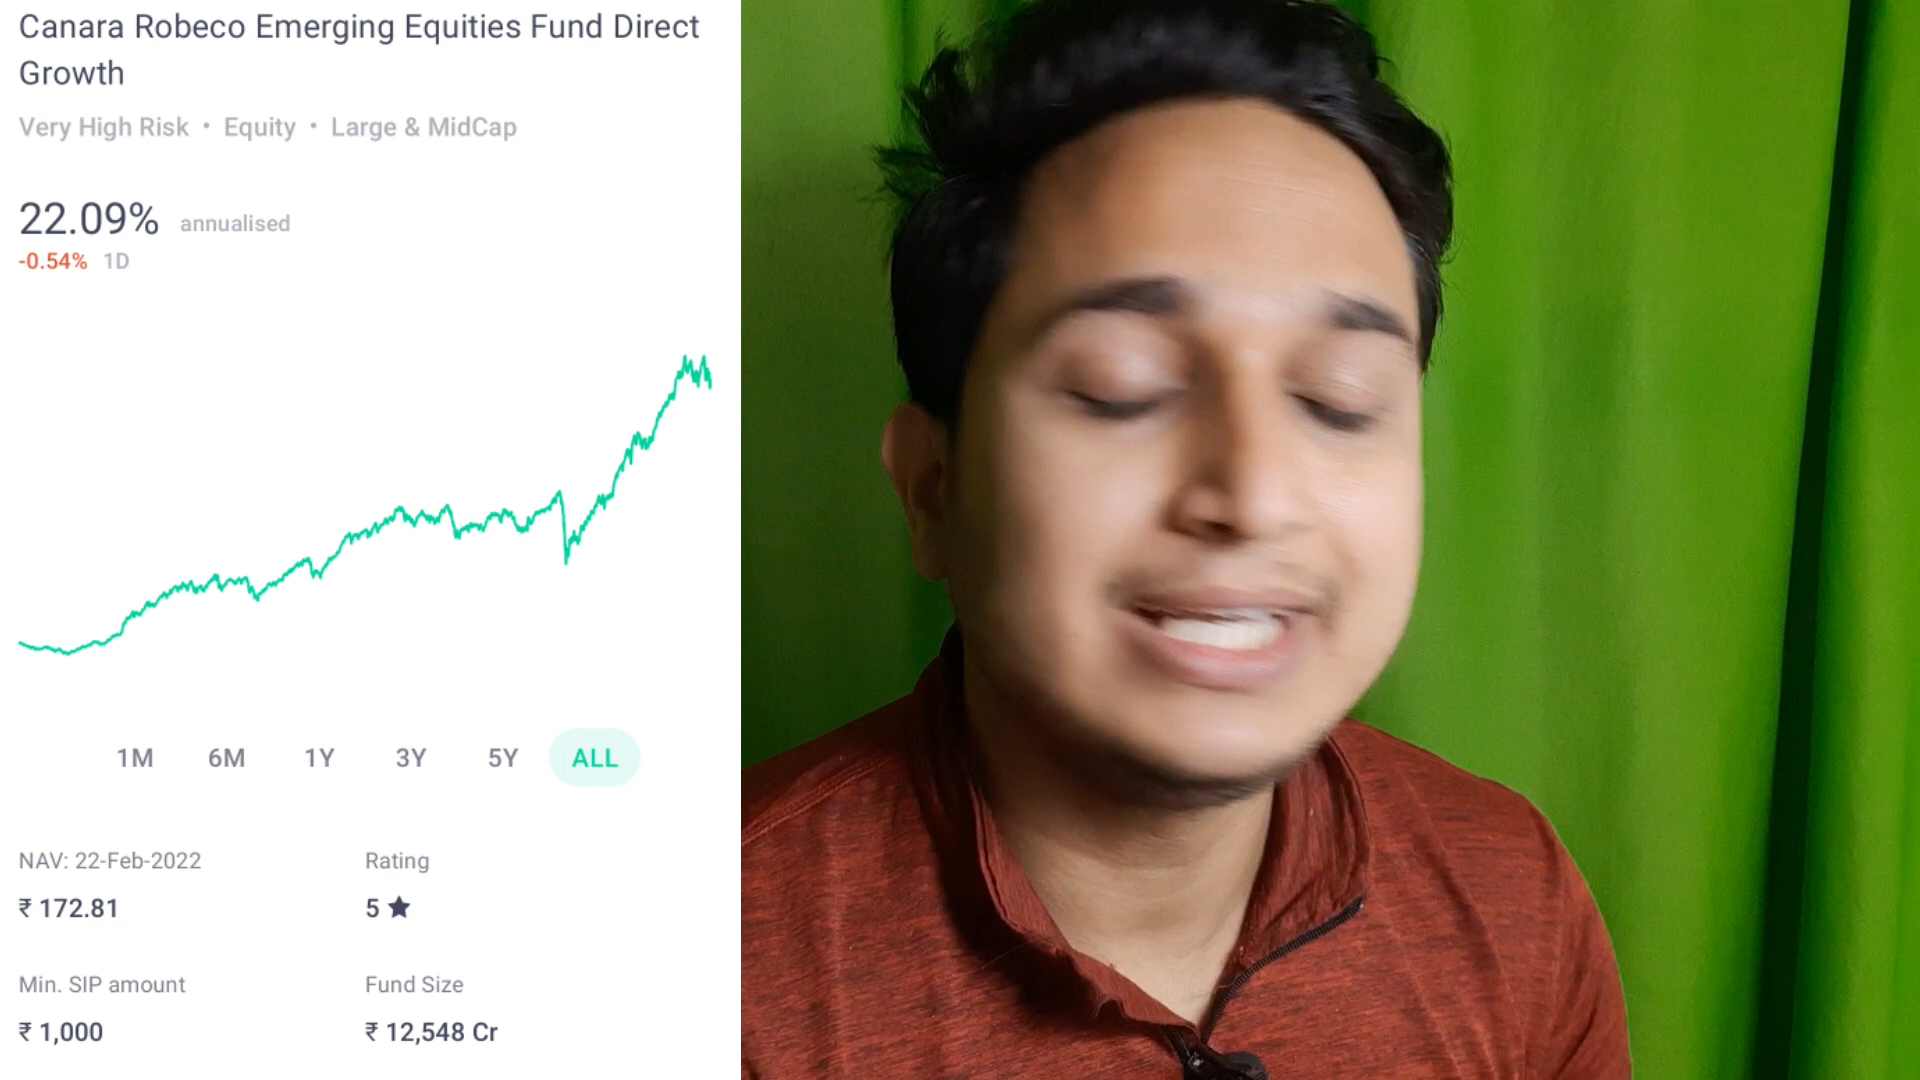 Canara Robeco Emerging Equities Fund Direct
Growth
Very High Risk • Equity • Large & MidCap
22.09% annualised
-0.54% 1D
1M 6M 1Y 3Y 5Y ALL
NAV: 22-Feb-2022 Rating
₹ 172.81 5 ★
Min. SIP amount Fund Size
₹ 1,000 ₹ 12,548 Cr